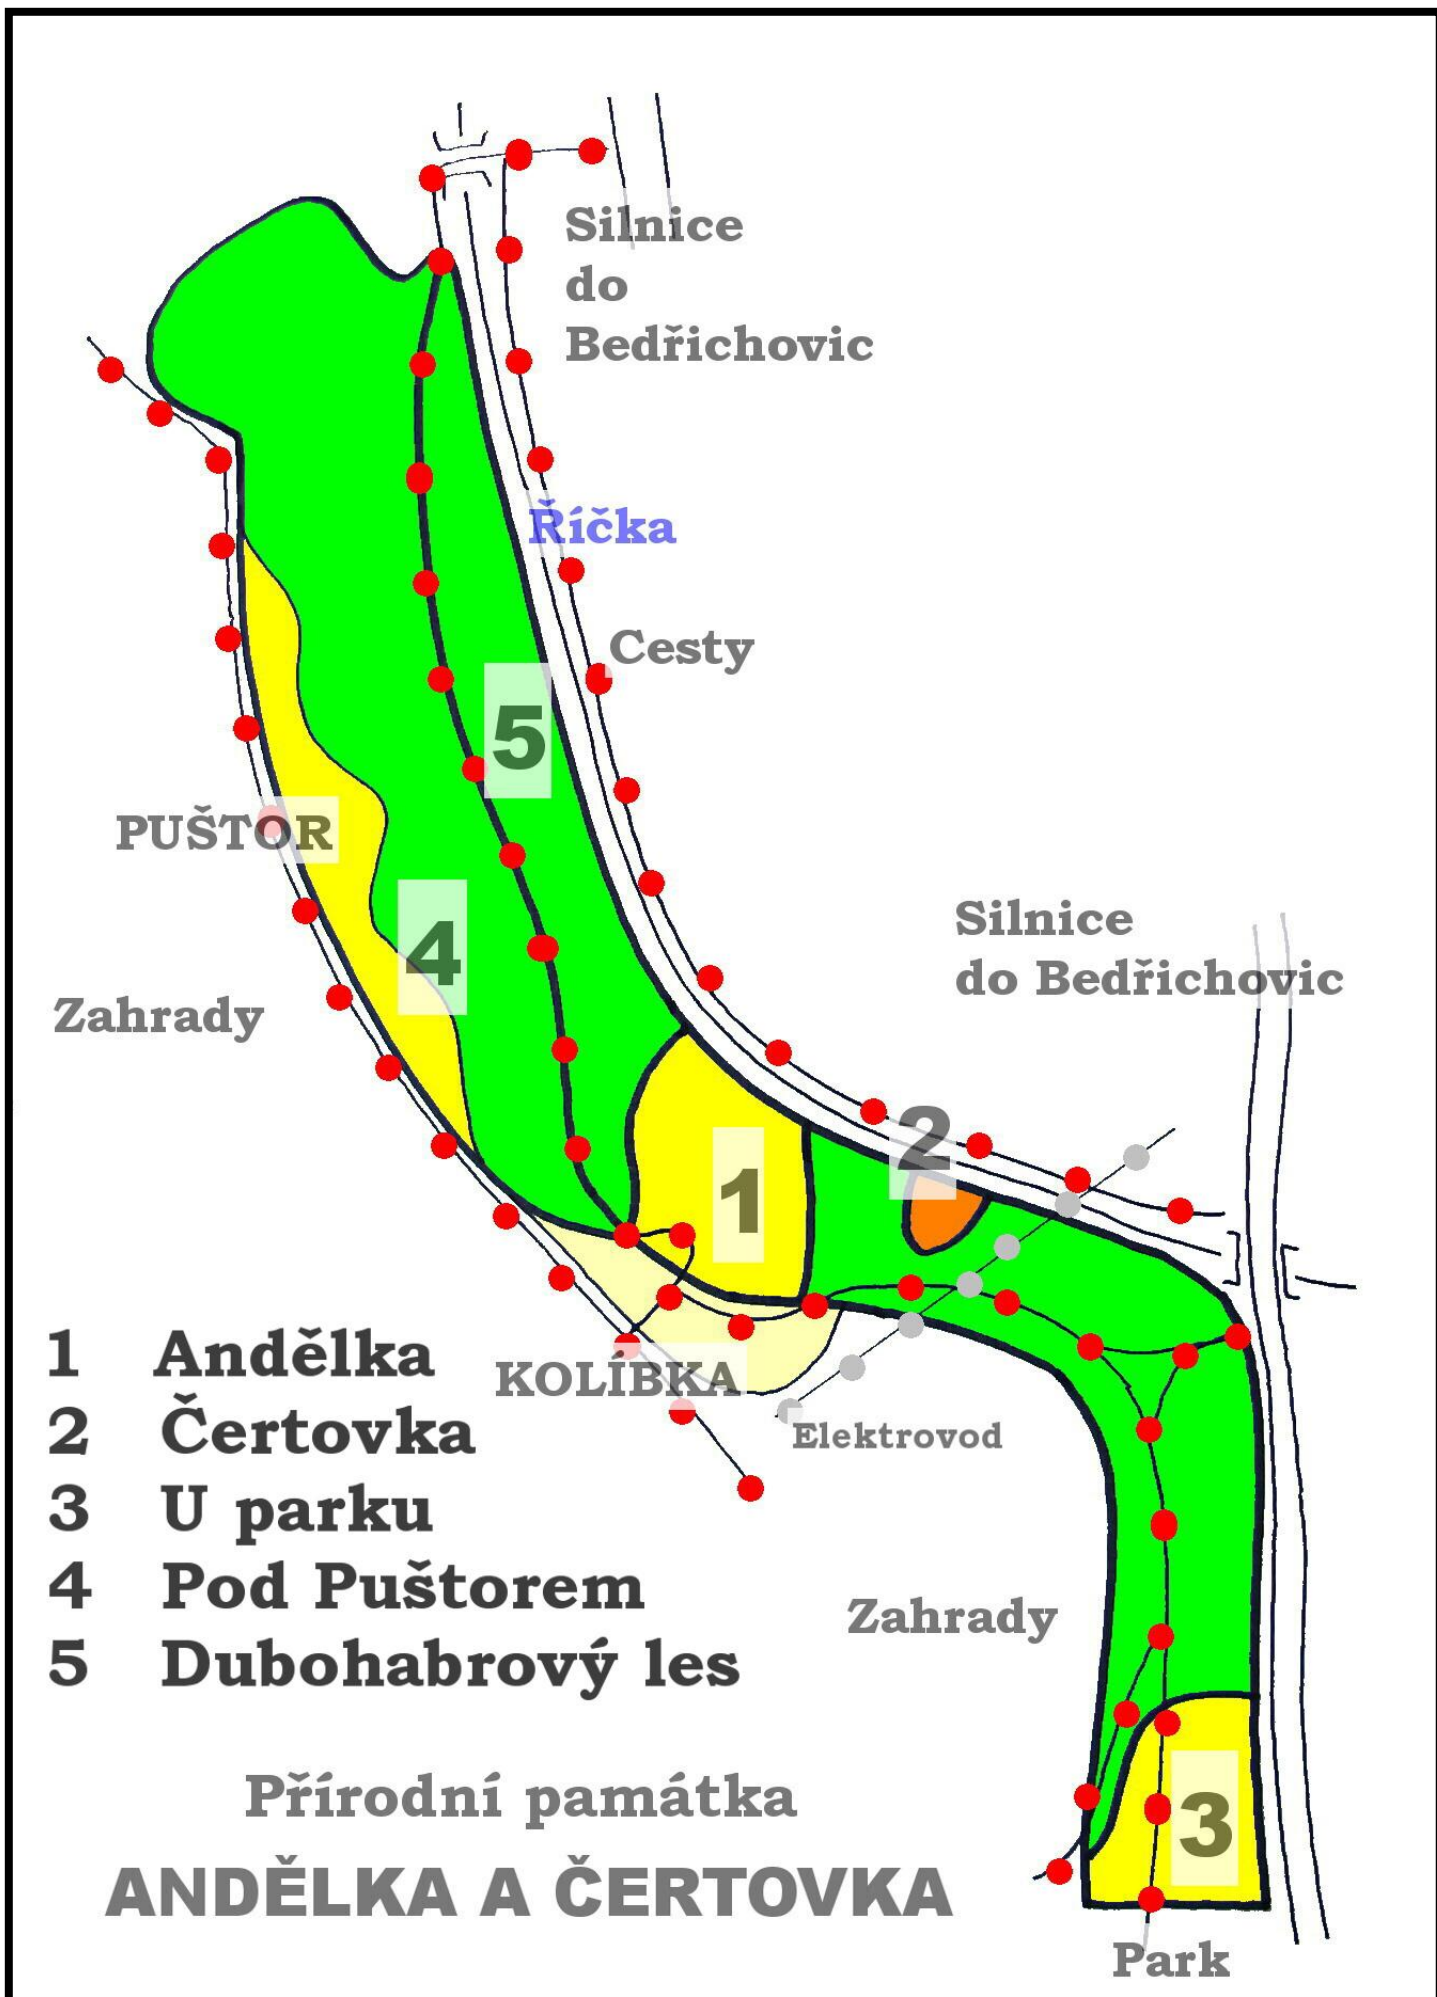 Silnice
do
Bedřichovic
Říčka
Cesty
5
PUŠTOR
4
Silnice
do Bedřichovic
Zahrady
2
1
KOLÍBKA
Elektrovod
1 Andělka
2 Čertovka
3 U parku
4 Pod Puštorem
5 Dubohabrový les
Zahrady
Přírodní památka
ANDĚLKA A ČERTOVKA
3
Park